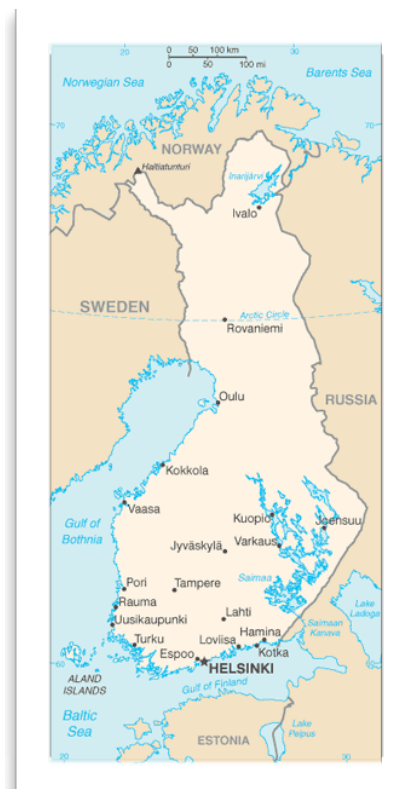 20
0 50 100 km
0 50 100 mi
30
Norwegian Sea
Barents Sea
70
70
NORWAY
Haltiatunturi
Inarijärvi
Ivalo
SWEDEN
Arctic Circle
Rovaniemi
Oulu
RUSSIA
Kokkola
Vaasa
Gulf of
Bothnia
Kuopio
Joensuu
Jyväskylä
Varkaus
Saimaa
Pori
Tampere
Rauma
Lake
Ladoga
Uusikaupunki
Lahti
Saimaan
Kanava
Turku
Loviisa
Hamina
Kotka
Espoo
HELSINKI
60
60
ALAND
ISLANDS
Gulf of Finland
Baltic
Sea
Lake
Peipus
ESTONIA
20
30